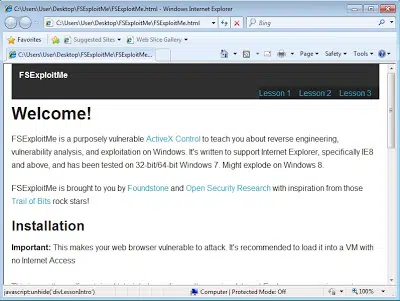 C:\Users\User\Desktop\FSExploitMe\FSExploitMe.html - Windows Internet Explorer
C:\Users\User\Desktop\FSExploitMe\FSExploitMe.html
Bing
Favorites Suggested Sites Web Slice Gallery
C:\Users\User\Desktop\FSExploitMe\FSExploitMe...
Page Safety Tools
FSExploitMe
Lesson 1 Lesson 2 Lesson 3
Welcome!
FSExploitMe is a purposely vulnerable ActiveX Control to teach you about reverse engineering,
vulnerability analysis, and exploitation on Windows. It's written to support Internet Explorer, specifically IE8
and above, and has been tested on 32-bit/64-bit Windows 7. Might explode on Windows 8.
FSExploitMe is brought to you by Foundstone and Open Security Research with inspiration from those
Trail of Bits rock stars!
Installation
Important: This makes your web browser vulnerable to attack. It's recommended to load it into a VM with
no Internet Access
javascript:unhide('divLessonIntro')
Computer | Protected Mode: Off
100%